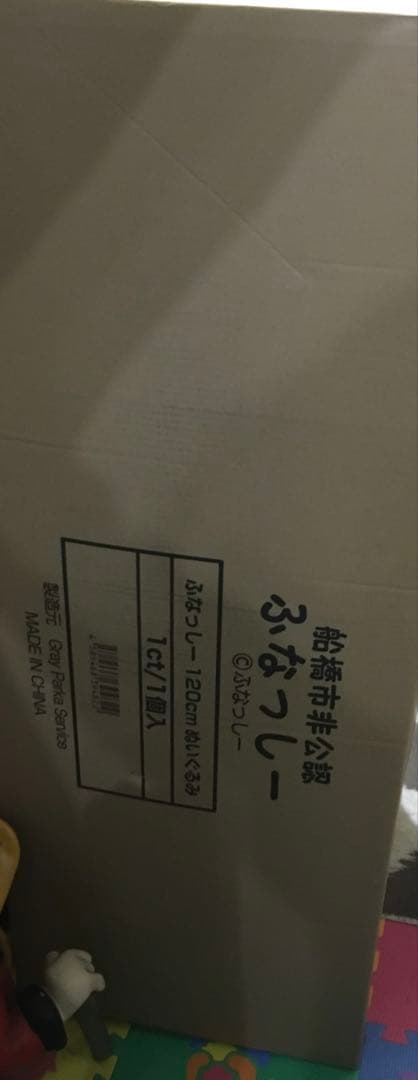 船橋市非公認
ふなっしー
©ふなっしー
ふなっしー 120cm ぬいぐるみ
1ct/1個入
製造元 Gray Parka Service
MADE IN CHINA